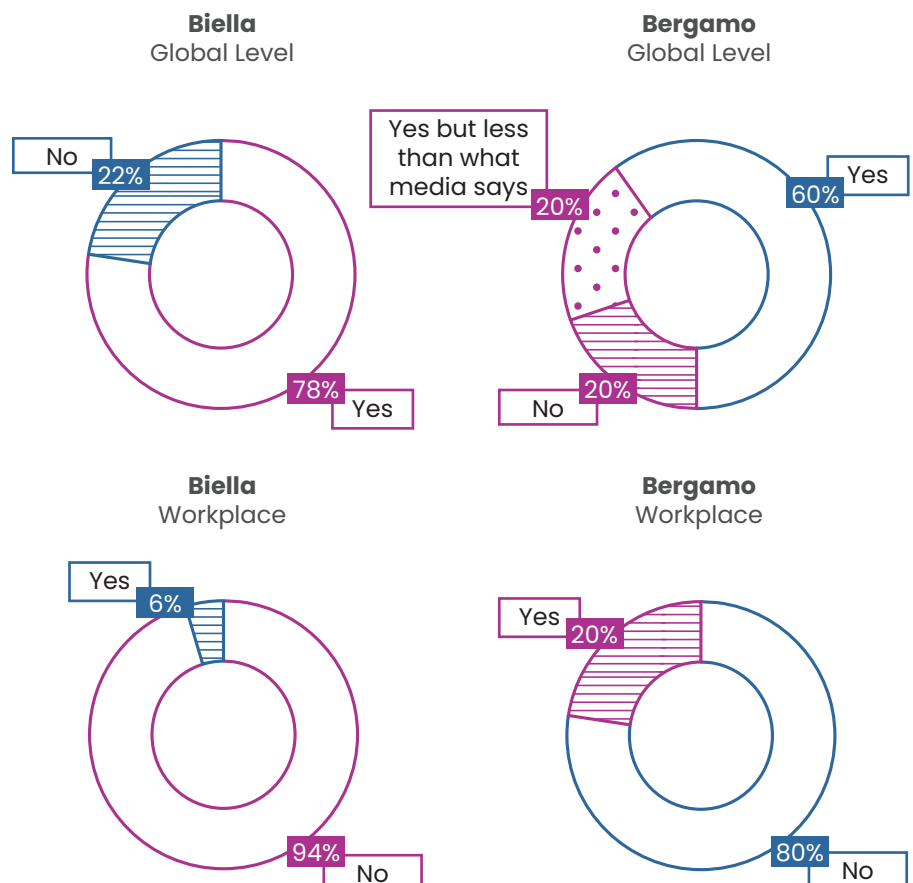 Biella
Global Level
No
22%
78%
Yes
Bergamo
Global Level
Yes but less
than what
media says
20%
Yes
60%
20%
No
Biella
Workplace
Yes
6%
94%
No
Bergamo
Workplace
Yes
20%
80%
No